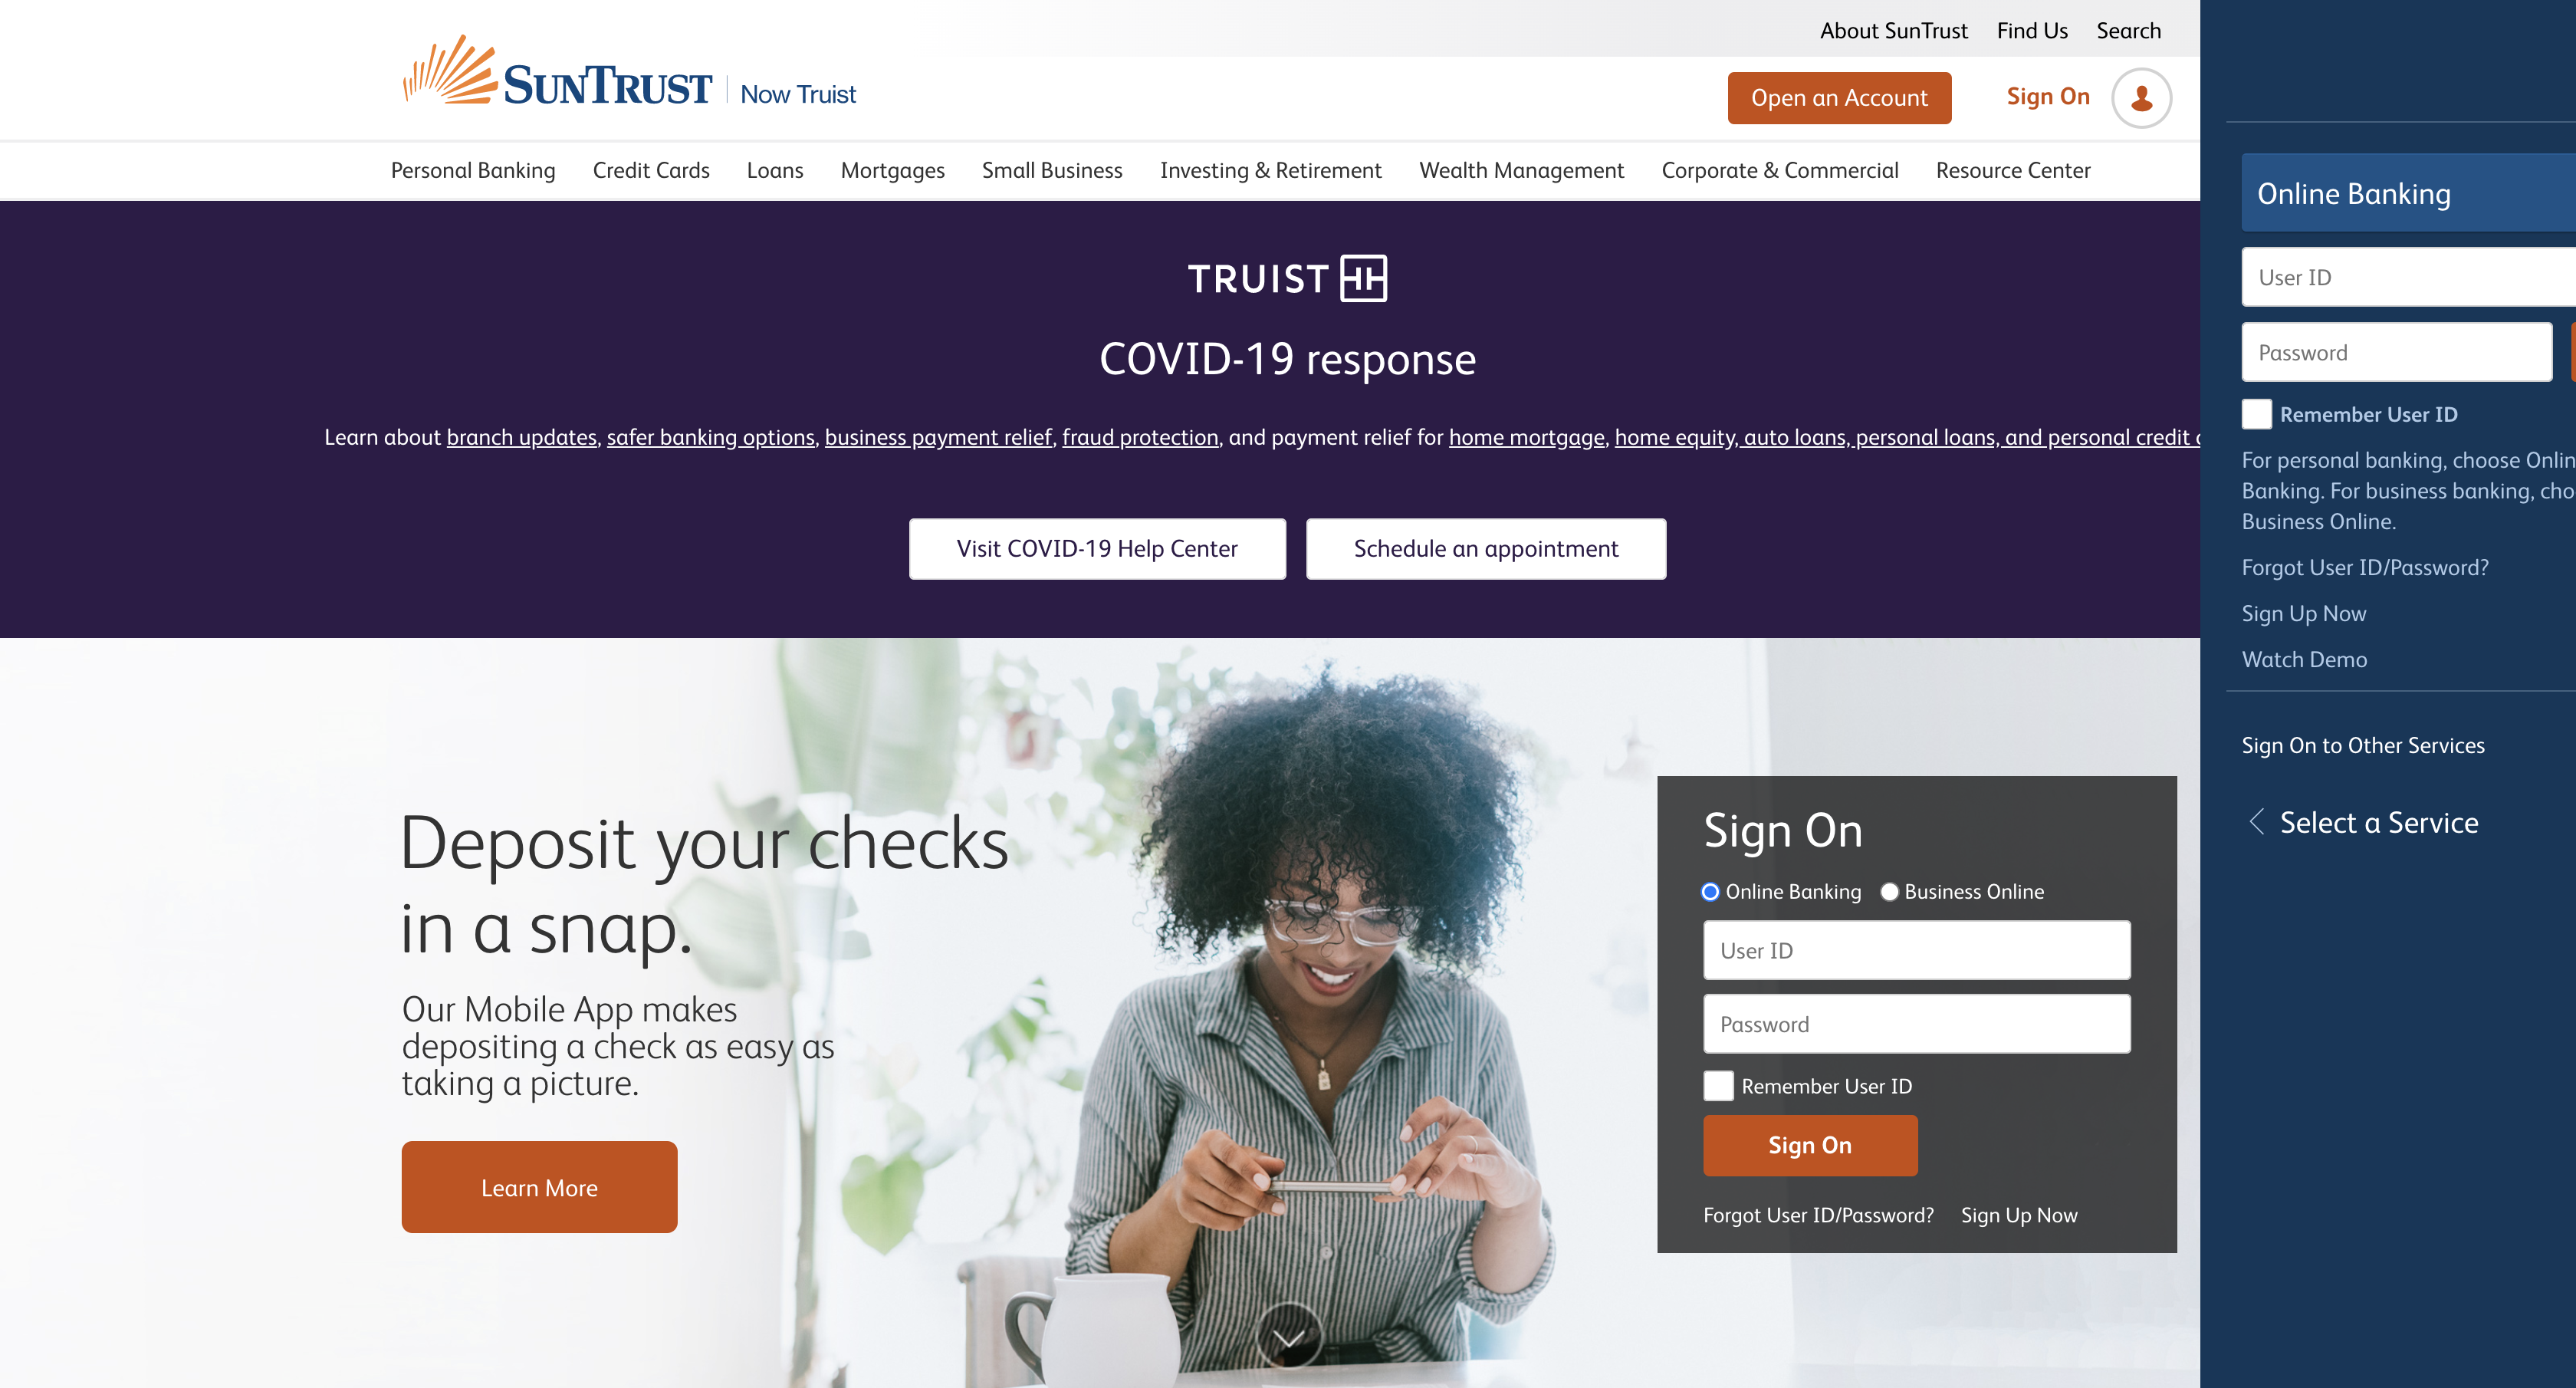 About SunTrust Find Us Search
SUNTRUST Now Truist
Open an Account Sign On
Personal Banking Credit Cards Loans Mortgages Small Business Investing & Retirement Wealth Management Corporate & Commercial Resource Center
TRUIST
COVID-19 response
Learn about branch updates, safer banking options, business payment relief, fraud protection, and payment relief for home mortgage, home equity, auto loans, personal loans, and personal credit
Visit COVID-19 Help Center Schedule an appointment
Deposit your checks
in a snap.
Our Mobile App makes
depositing a check as easy as
taking a picture.
Learn More
Sign On
Online Banking Business Online
User ID
Password
Remember User ID
Sign On
Forgot User ID/Password? Sign Up Now
Online Banking
User ID
Password
Remember User ID
For personal banking, choose
Banking. For business banking,
Business Online.
Forgot User ID/Password?
Sign Up Now
Watch Demo
Sign On to Other Services
Select a Service